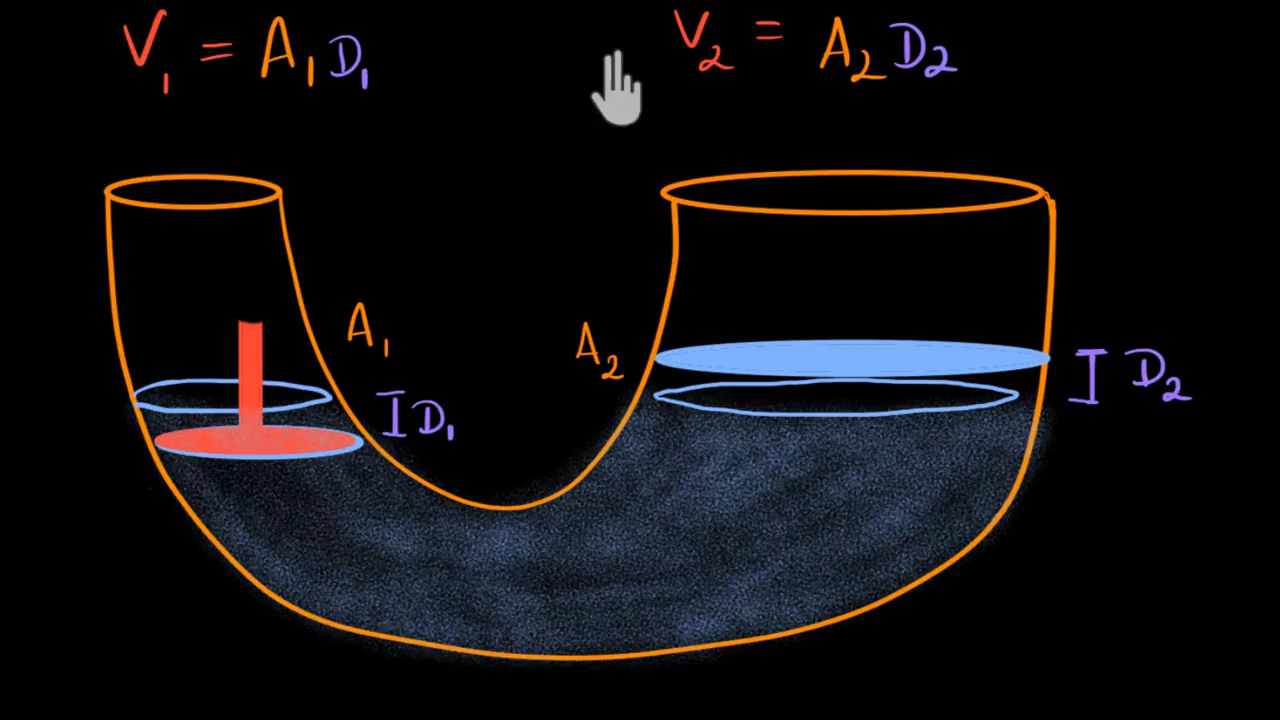 V₁ = A₁D₁
V₂ = A₂D₂
A₁
A₂
D₁
D₂